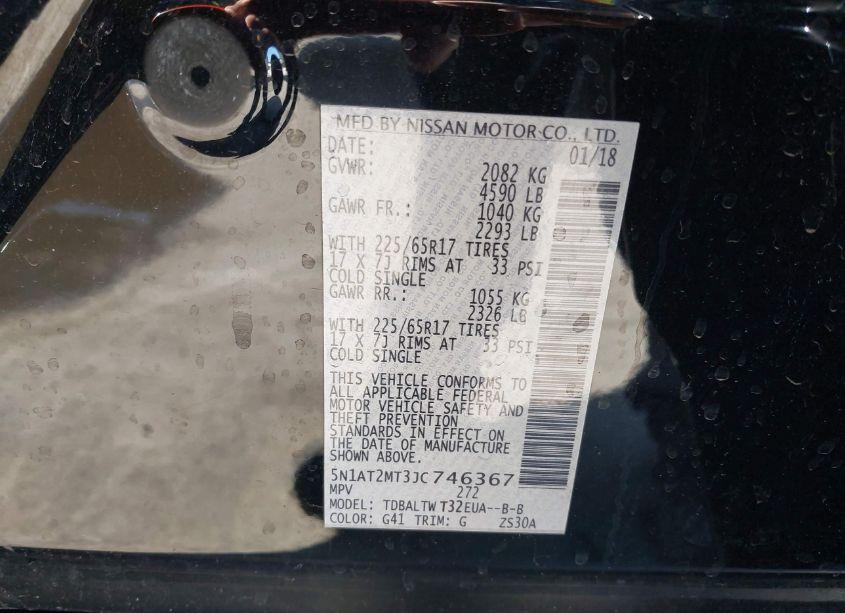 MFD BY NISSAN MOTOR CO., LTD.
DATE: 01/18
GVWR: 2082 KG
4590 LB
GAWR FR.: 1040 KG
2293 LB
WITH 225/65R17 TIRES
17 X 7J RIMS AT 33 PSI
COLD SINGLE
GAWR RR.: 1055 KG
2326 LB
WITH 225/65R17 TIRES
17 X 7J RIMS AT 33 PSI
COLD SINGLE
THIS VEHICLE CONFORMS TO
ALL APPLICABLE FEDERAL
MOTOR VEHICLE SAFETY AND
THEFT PREVENTION
STANDARDS IN EFFECT ON
THE DATE OF MANUFACTURE
SHOWN ABOVE.
5N1AT2MT3JC746367
MPV 272
MODEL: TDBALTW T32EUA--B-B
COLOR: G41 TRIM: G ZS30A